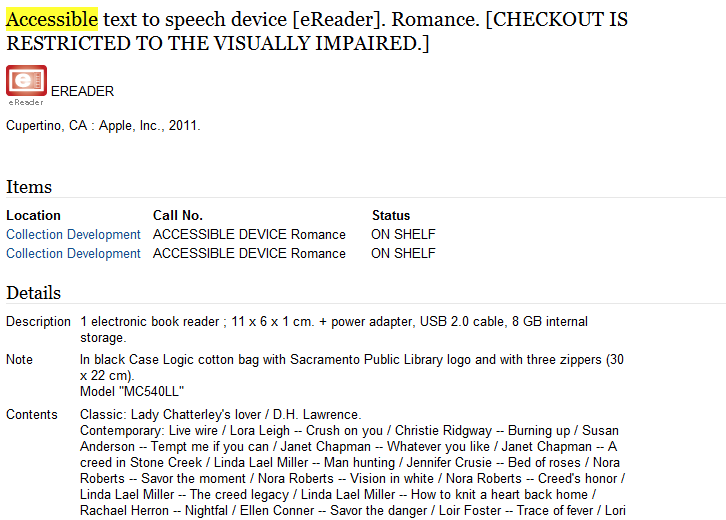 Accessible text to speech device [eReader]. Romance. [CHECKOUT IS
RESTRICTED TO THE VISUALLY IMPAIRED.]
e
eReader
EREADER
Cupertino, CA : Apple, Inc., 2011.
Items
Location Call No. Status
Collection Development ACCESSIBLE DEVICE Romance ON SHELF
Collection Development ACCESSIBLE DEVICE Romance ON SHELF
Details
Description 1 electronic book reader ; 11 x 6 x 1 cm. + power adapter, USB 2.0 cable, 8 GB internal
storage.
Note In black Case Logic cotton bag with Sacramento Public Library logo and with three zippers (30
x 22 cm).
Model "MC540LL"
Contents Classic: Lady Chatterley's lover / D.H. Lawrence.
Contemporary: Live wire / Lora Leigh -- Crush on you / Christie Ridgway -- Burning up / Susan
Anderson -- Tempt me if you can / Janet Chapman -- Whatever you like / Janet Chapman -- A
creed in Stone Creek / Linda Lael Miller -- Man hunting / Jennifer Crusie -- Bed of roses / Nora
Roberts -- Savor the moment / Nora Roberts -- Vision in white / Nora Roberts -- Creed's honor /
Linda Lael Miller -- The creed legacy / Linda Lael Miller -- How to knit a heart back home /
Rachael Herron -- Nightfal / Ellen Conner -- Savor the danger / Loir Foster -- Trace of fever / Lori